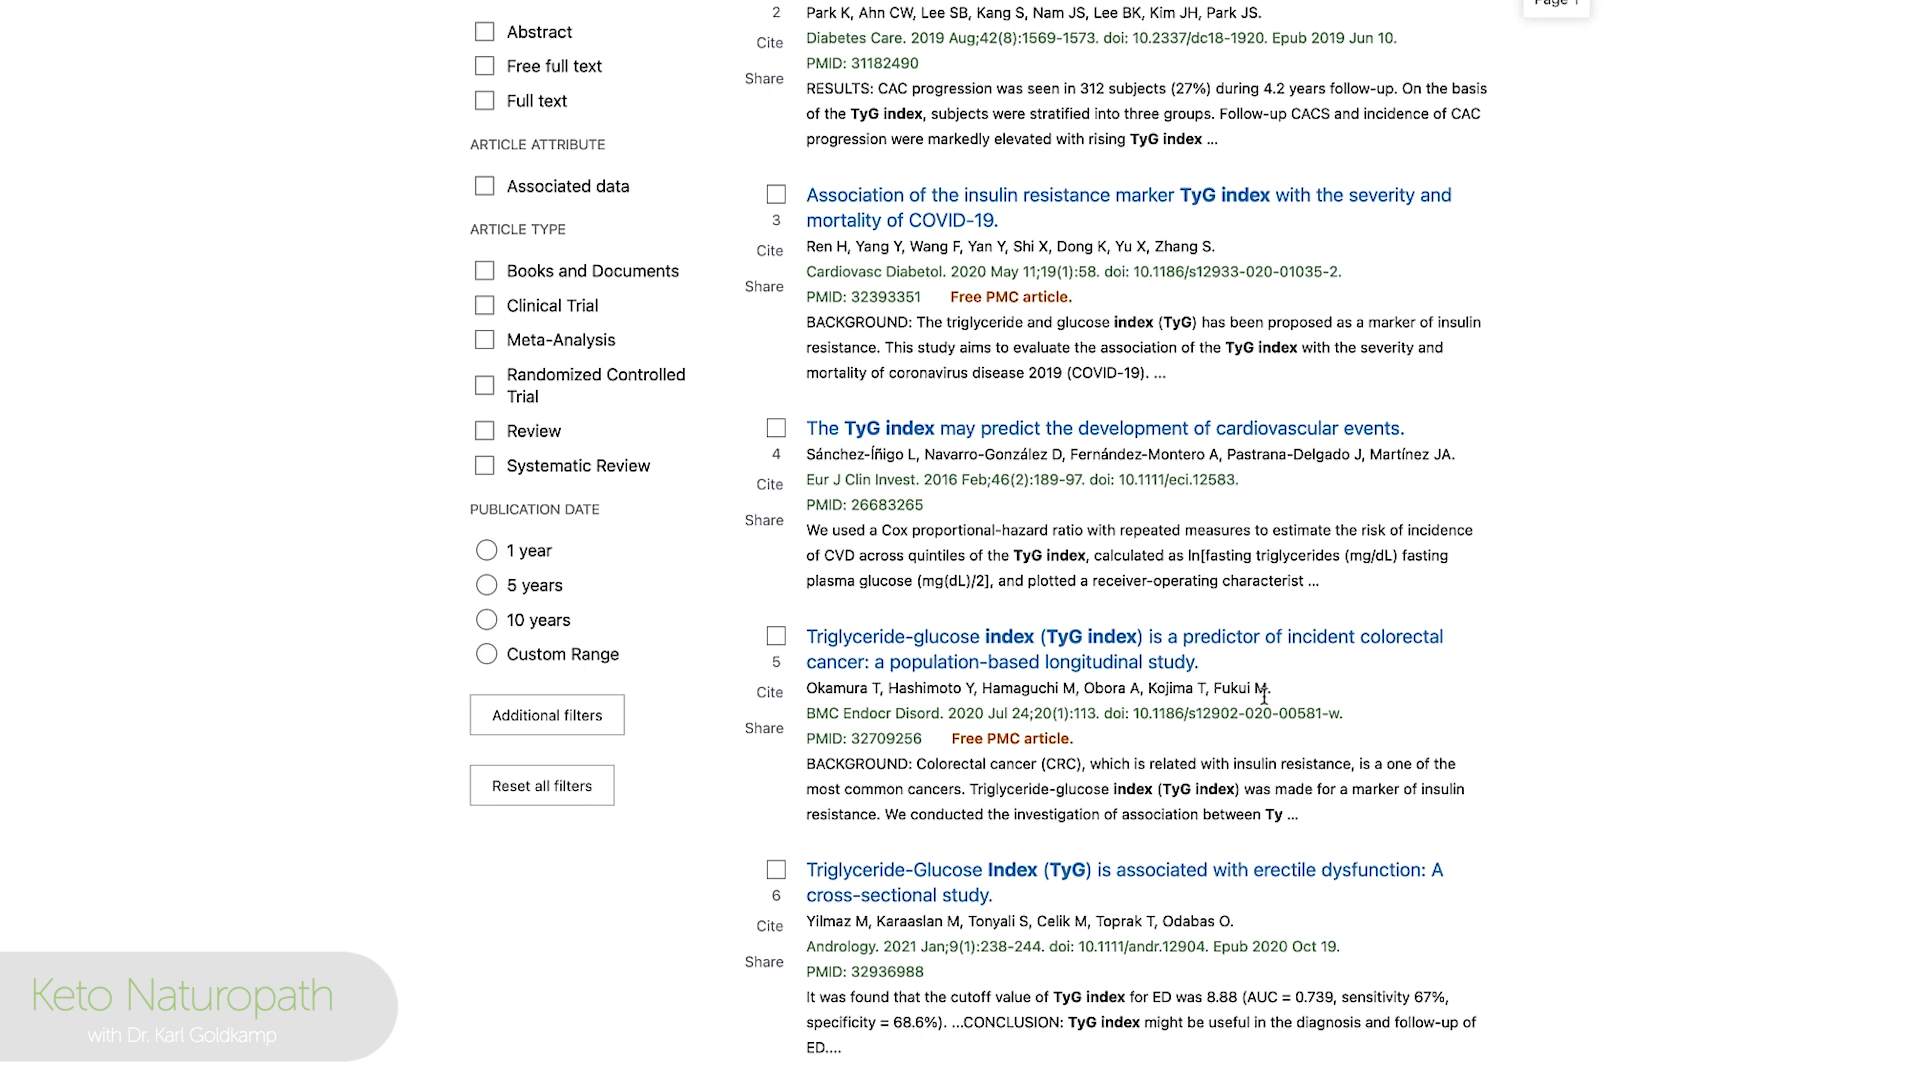 Page 1
Abstract
Free full text
Full text
ARTICLE ATTRIBUTE
Associated data
ARTICLE TYPE
Books and Documents
Clinical Trial
Meta-Analysis
Randomized Controlled
Trial
Review
Systematic Review
PUBLICATION DATE
1 year
5 years
10 years
Custom Range
Additional filters
Reset all filters
2
Cite
Share
Park K, Ahn CW, Lee SB, Kang S, Nam JS, Lee BK, Kim JH, Park JS.
Diabetes Care. 2019 Aug;42(8):1569-1573. doi: 10.2337/dc18-1920. Epub 2019 Jun 10.
PMID: 31182490
RESULTS: CAC progression was seen in 312 subjects (27%) during 4.2 years follow-up. On the basis
of the TyG index, subjects were stratified into three groups. Follow-up CACS and incidence of CAC
progression were markedly elevated with rising TyG index ...
3
Cite
Share
Association of the insulin resistance marker TyG index with the severity and
mortality of COVID-19.
Ren H, Yang Y, Wang F, Yan Y, Shi X, Dong K, Yu X, Zhang S.
Cardiovasc Diabetol. 2020 May 11;19(1):58. doi: 10.1186/s12933-020-01035-2.
PMID: 32393351 Free PMC article.
BACKGROUND: The triglyceride and glucose index (TyG) has been proposed as a marker of insulin
resistance. This study aims to evaluate the association of the TyG index with the severity and
mortality of coronavirus disease 2019 (COVID-19). ...
4
Cite
Share
The TyG index may predict the development of cardiovascular events.
Sánchez-Íñigo L, Navarro-González D, Fernández-Montero A, Pastrana-Delgado J, Martínez JA.
Eur J Clin Invest. 2016 Feb;46(2):189-97. doi: 10.1111/eci.12583.
PMID: 26683265
We used a Cox proportional-hazard ratio with repeated measures to estimate the risk of incidence
of CVD across quintiles of the TyG index, calculated as ln[fasting triglycerides (mg/dL) fasting
plasma glucose (mg(dL)/2], and plotted a receiver-operating characterist ...
5
Cite
Share
Triglyceride-glucose index (TyG index) is a predictor of incident colorectal
cancer: a population-based longitudinal study.
Okamura T, Hashimoto Y, Hamaguchi M, Obora A, Kojima T, Fukui M.
BMC Endocr Disord. 2020 Jul 24;20(1):113. doi: 10.1186/s12902-020-00581-w.
PMID: 32709256 Free PMC article.
BACKGROUND: Colorectal cancer (CRC), which is related with insulin resistance, is a one of the
most common cancers. Triglyceride-glucose index (TyG index) was made for a marker of insulin
resistance. We conducted the investigation of association between Ty ...
6
Cite
Share
Triglyceride-Glucose Index (TyG) is associated with erectile dysfunction: A
cross-sectional study.
Yilmaz M, Karaaslan M, Tonyali S, Celik M, Toprak T, Odabas O.
Andrology. 2021 Jan;9(1):238-244. doi: 10.1111/andr.12904. Epub 2020 Oct 19.
PMID: 32936988
It was found that the cutoff value of TyG index for ED was 8.88 (AUC = 0.739, sensitivity 67%,
specificity = 68.6%). ...CONCLUSION: TyG index might be useful in the diagnosis and follow-up of
ED....
Keto Naturopath
with Dr. Karl Goldkamp